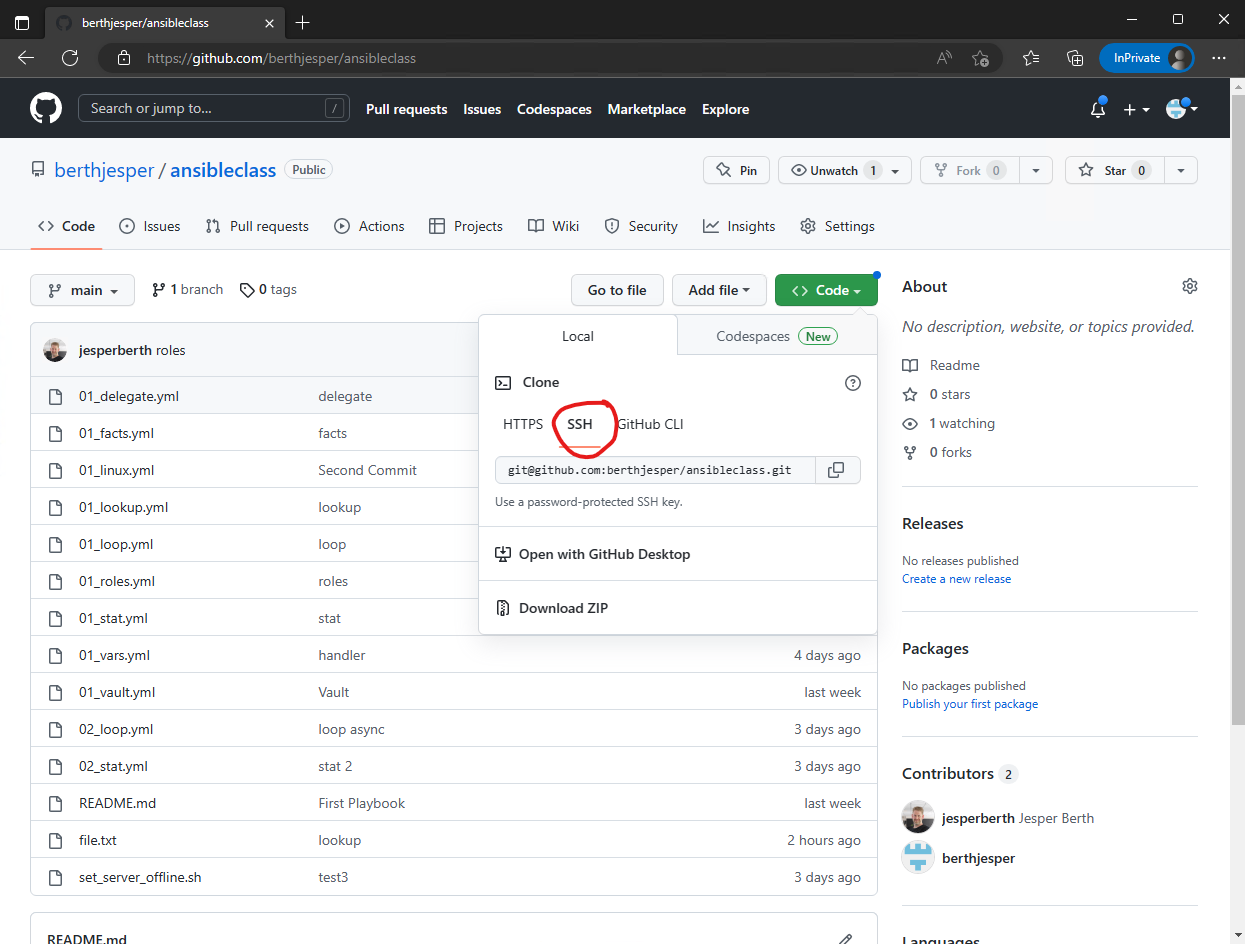 berthjesper/ansibleclass
https://github.com/berthjesper/ansibleclass
InPrivate
Search or jump to... /
Pull requests Issues Codespaces Marketplace Explore
berthjesper / ansibleclass Public
Pin Unwatch 1 Fork 0 Star 0
Code Issues Pull requests Actions Projects Wiki Security Insights Settings
main 1 branch 0 tags Go to file Add file Code
jesperberth roles
01_delegate.yml delegate
01_facts.yml facts
01_linux.yml Second Commit
01_lookup.yml lookup
01_loop.yml loop
01_roles.yml roles
01_stat.yml stat
01_vars.yml handler 4 days ago
01_vault.yml Vault last week
02_loop.yml loop async 3 days ago
02_stat.yml stat 2 3 days ago
README.md First Playbook last week
file.txt lookup 2 hours ago
set_server_offline.sh test3 3 days ago
README.md
Local Codespaces New
Clone
HTTPS SSH GitHub CLI
git@github.com:berthjesper/ansibleclass.git
Use a password-protected SSH key.
Open with GitHub Desktop
Download ZIP
About
No description, website, or topics provided.
Readme
0 stars
1 watching
0 forks
Releases
No releases published
Create a new release
Packages
No packages published
Publish your first package
Contributors 2
jesperberth Jesper Berth
berthjesper
Languages